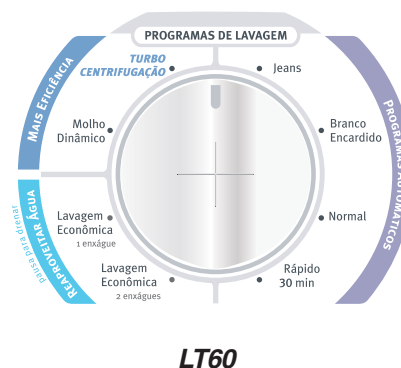 PROGRAMAS DE LAVAGEM
TURBO
CENTRIFUGAÇÃO
Jeans
MAIS EFICIÊNCIA
Molho
Dinâmico
Branco
Encardido
PROGRAMAS AUTOMÁTICOS
REAPROVEITAR ÁGUA
pausa para drenar
Lavagem
Econômica
1 enxágue
Normal
Lavagem
Econômica
2 enxágues
Rápido
30 min
LT60